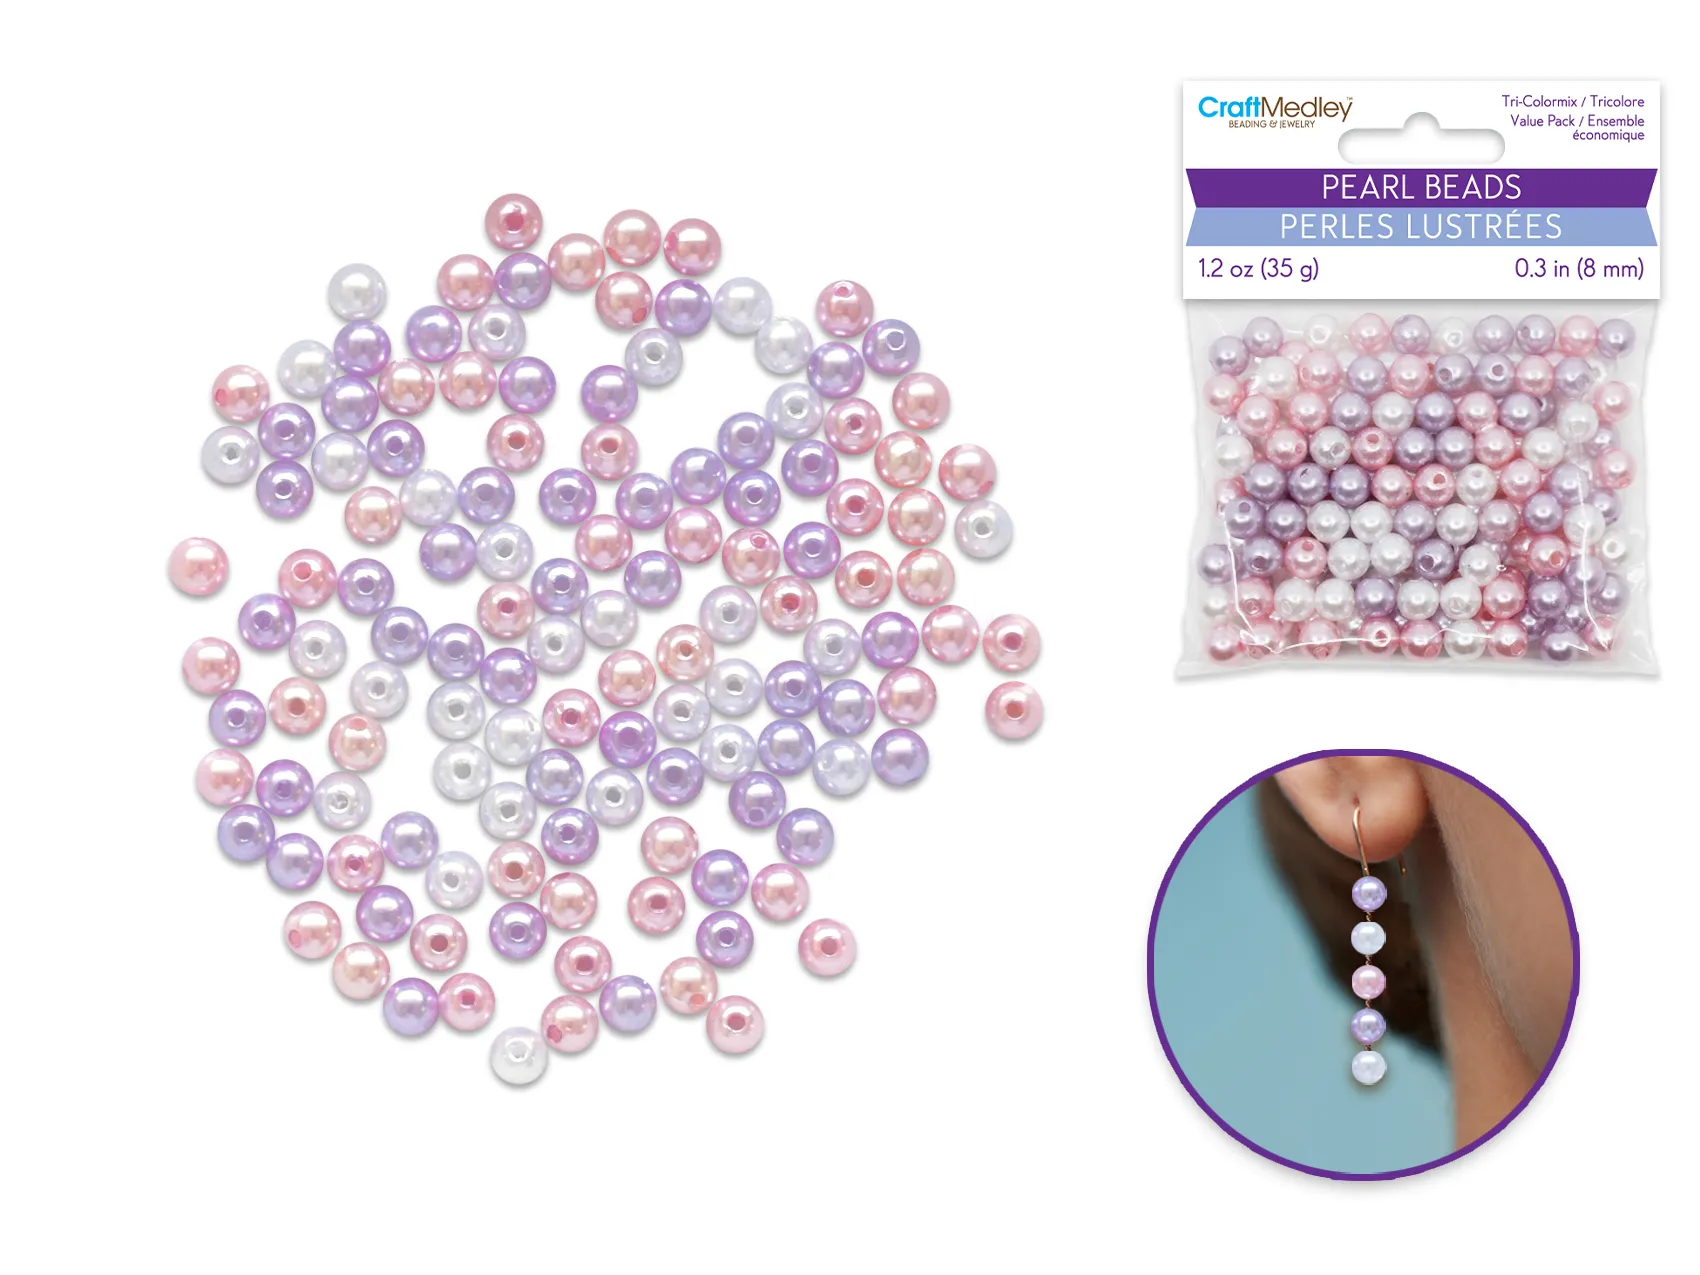 CraftMedley™
BEADING & JEWELRY
Tri-Colormix / Tricolore
Value Pack / Ensemble
économique
PEARL BEADS
PERLES LUSTRÉES
1.2 oz (35 g)
0.3 in (8 mm)